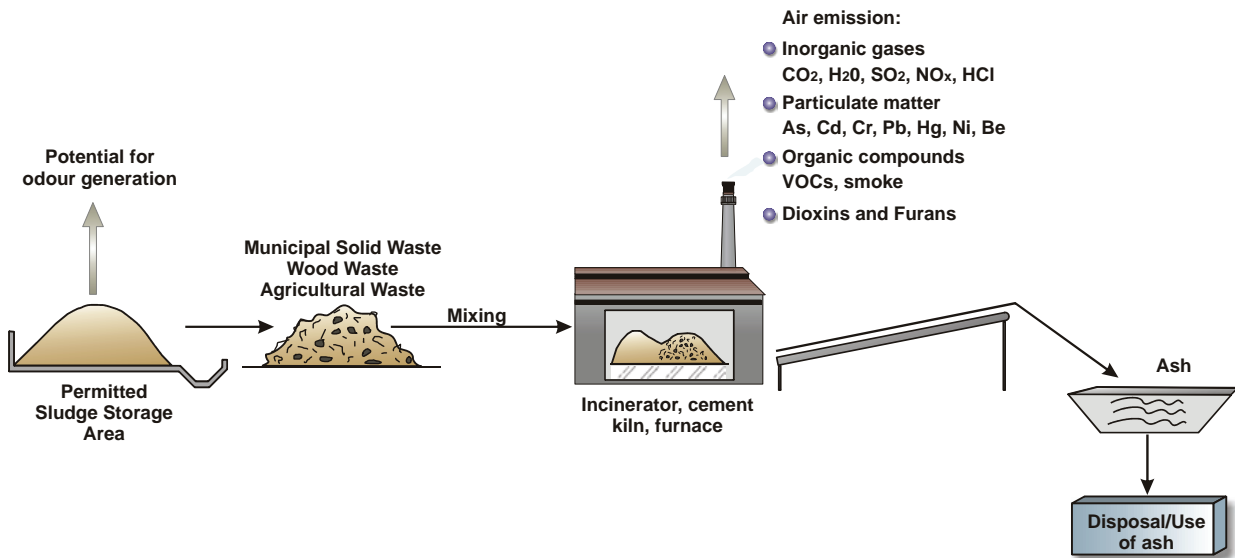 Potential for
odour generation
Permitted
Sludge Storage
Area
Municipal Solid Waste
Wood Waste
Agricultural Waste
Mixing
Incinerator, cement
kiln, furnace
Air emission:
Inorganic gases
CO₂, H₂0, SO₂, NOₓ, HCl
Particulate matter
As, Cd, Cr, Pb, Hg, Ni, Be
Organic compounds
VOCs, smoke
Dioxins and Furans
Ash
Disposal/Use
of ash